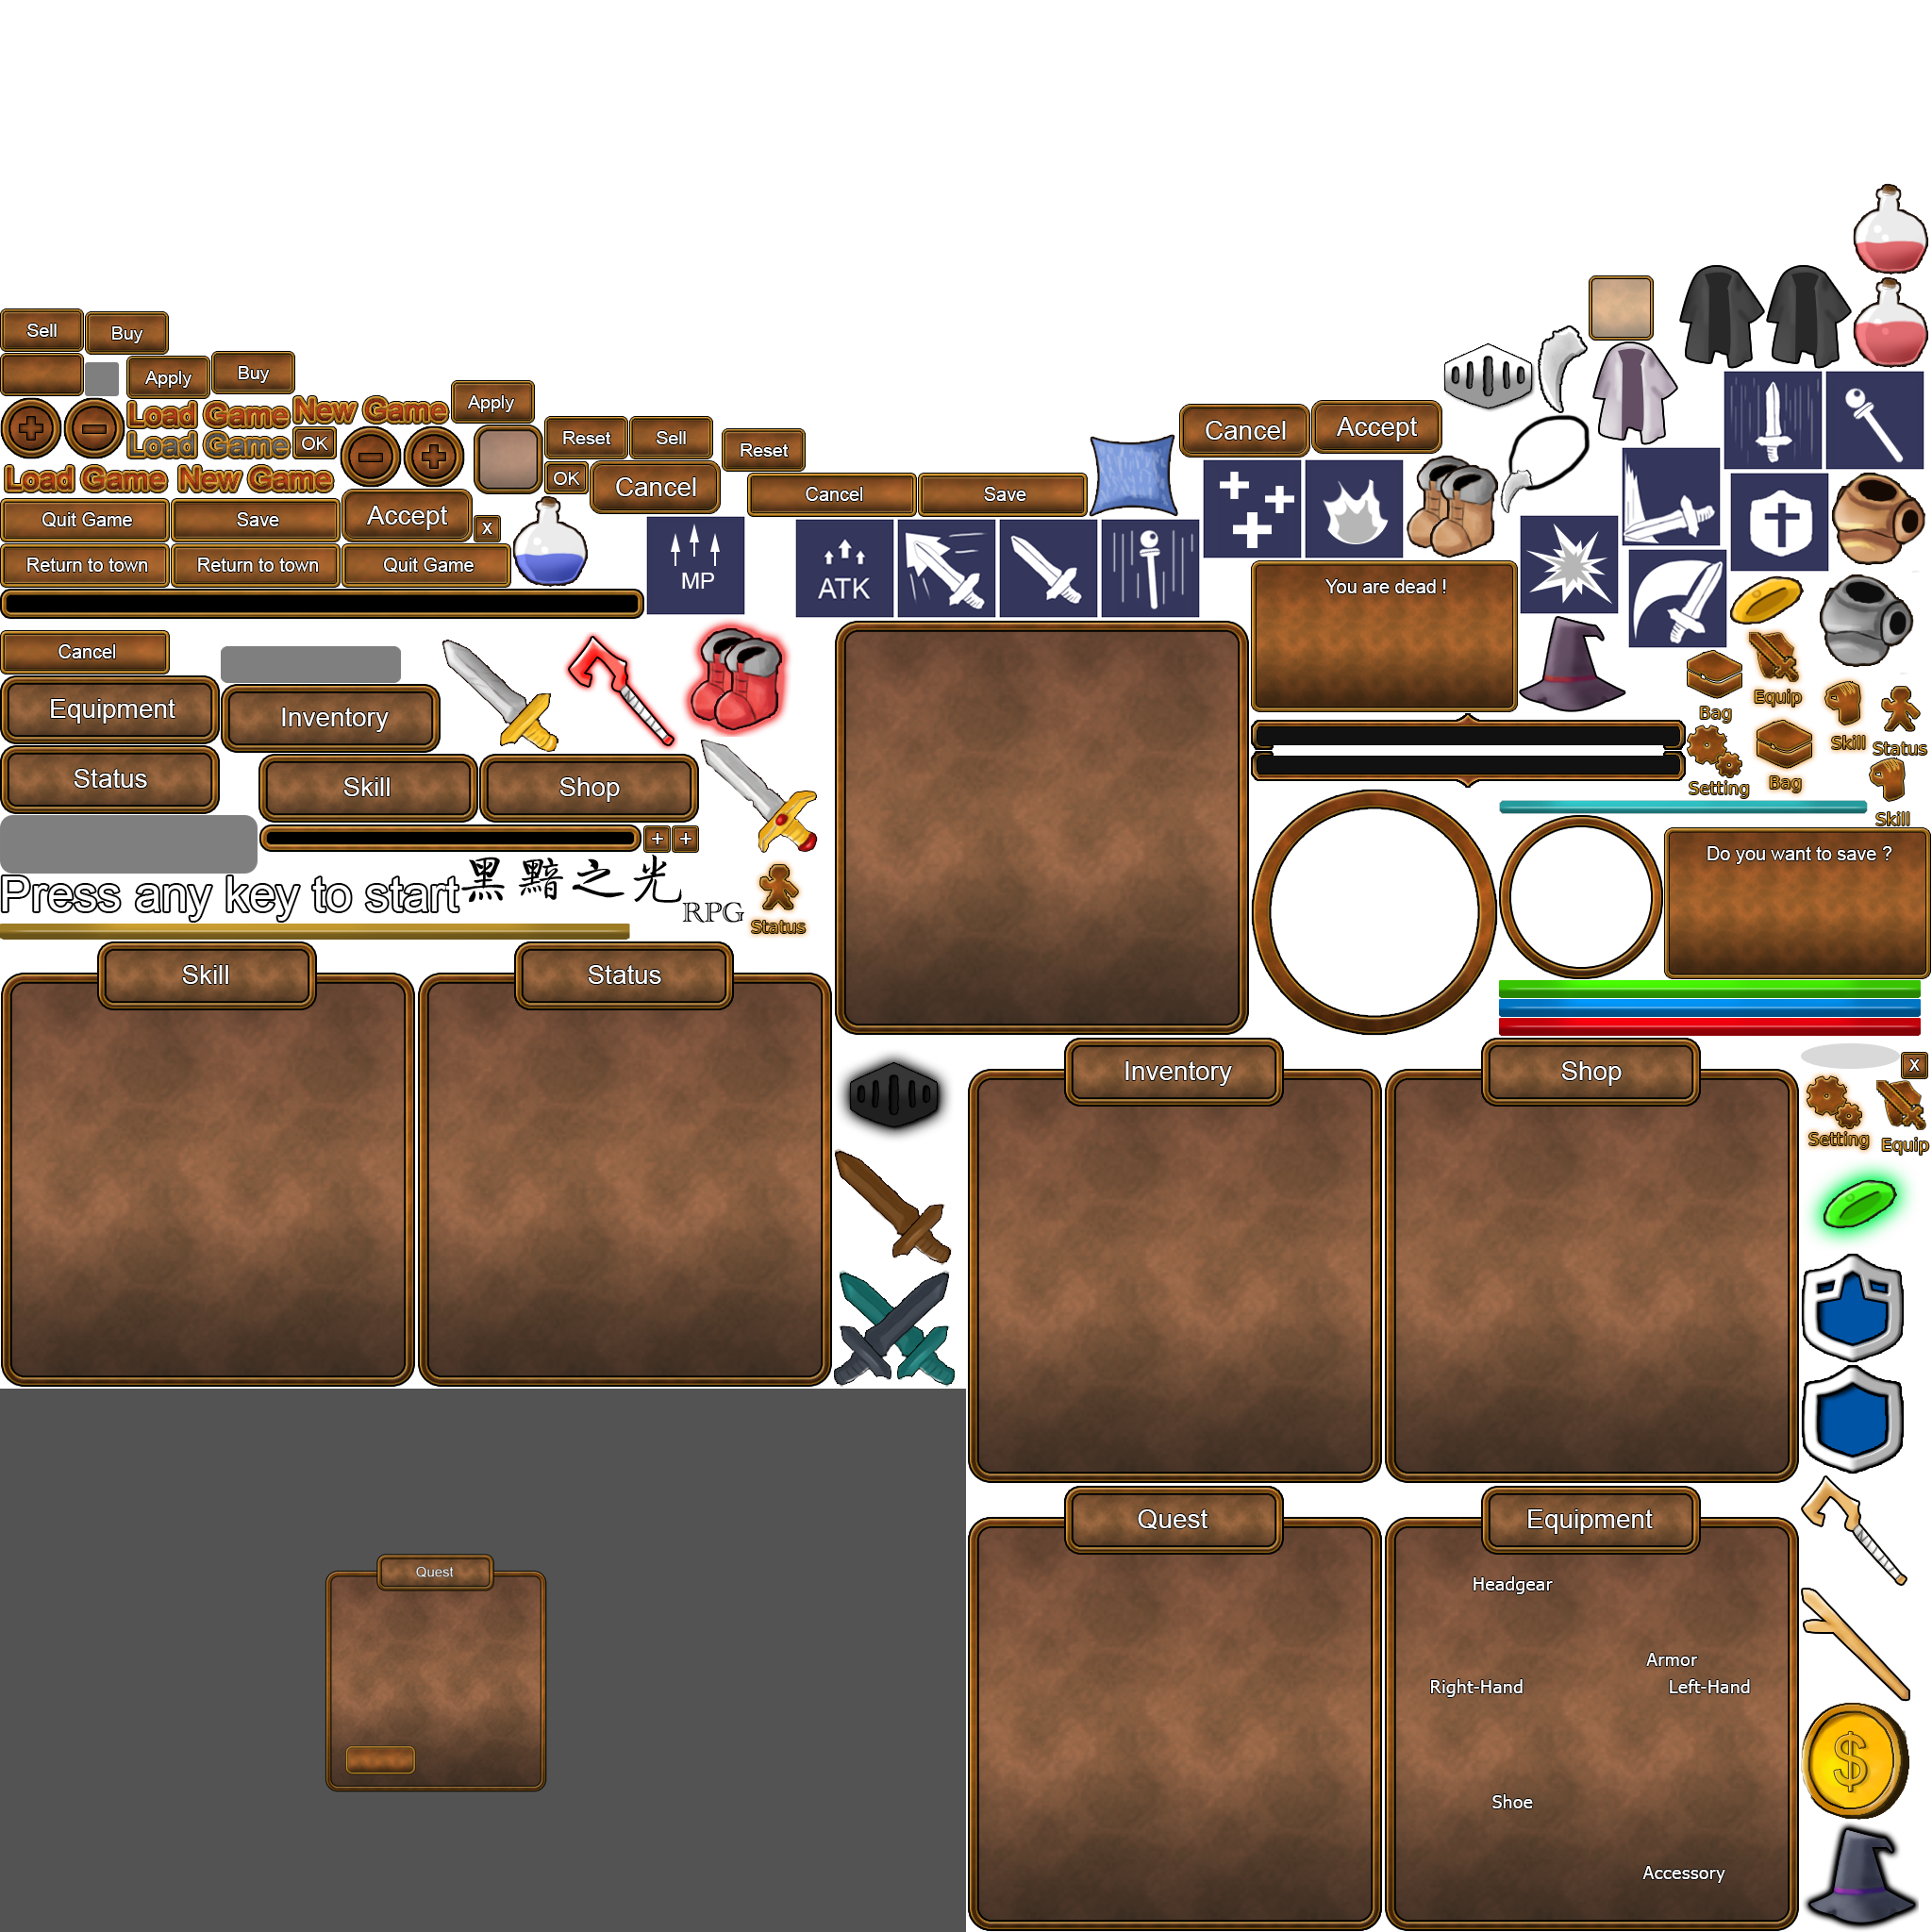 Sell
Buy
Apply
Buy
Load Game
New Game
Apply
Load Game
OK
Reset
Sell
Reset
Cancel
Accept
Load Game
New Game
OK
Cancel
Cancel
Save
Quit Game
Save
Accept
x
Return to town
Return to town
Quit Game
MP
ATK
You are dead !
Cancel
Equipment
Inventory
Bag
Equip
Skill
Status
Status
Skill
Shop
Setting
Bag
Skill
+
+
Do you want to save ?
Press any key to start
黑黯之光
RPG
Status
Skill
Status
Inventory
Shop
x
Setting
Equip
Quest
Equipment
Quest
Headgear
Armor
Right-Hand
Left-Hand
$
Shoe
Accessory